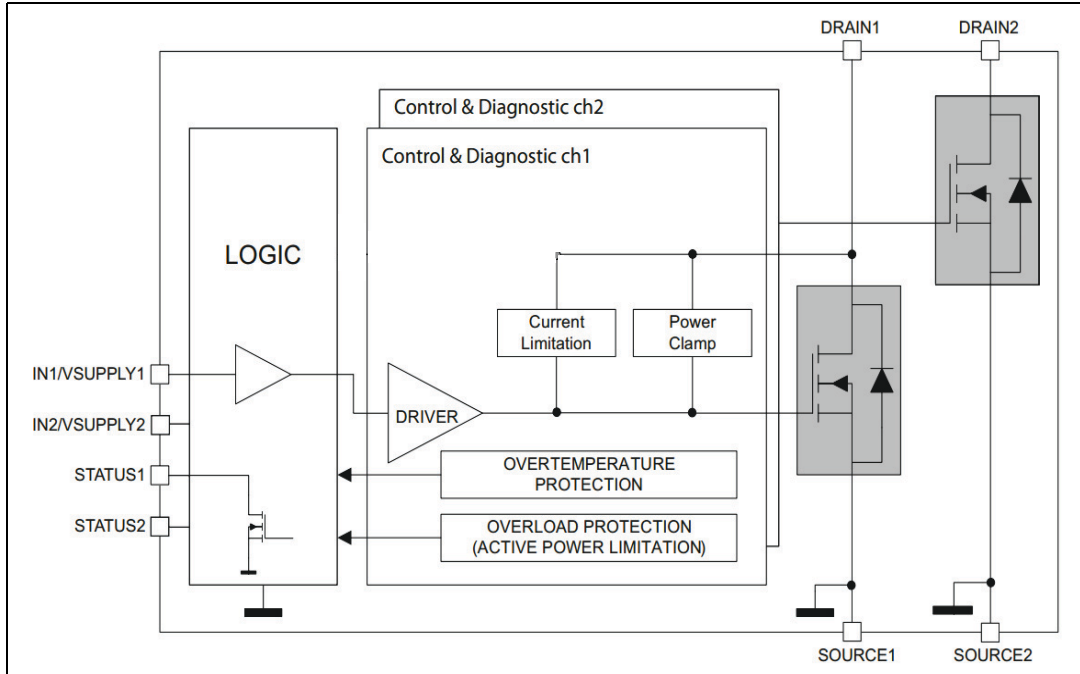 DRAIN1
DRAIN2
Control & Diagnostic ch2
Control & Diagnostic ch1
LOGIC
Current
Limitation
Power
Clamp
IN1/VSUPPLY1
DRIVER
IN2/VSUPPLY2
OVERTEMPERATURE
PROTECTION
STATUS1
STATUS2
OVERLOAD PROTECTION
(ACTIVE POWER LIMITATION)
SOURCE1
SOURCE2